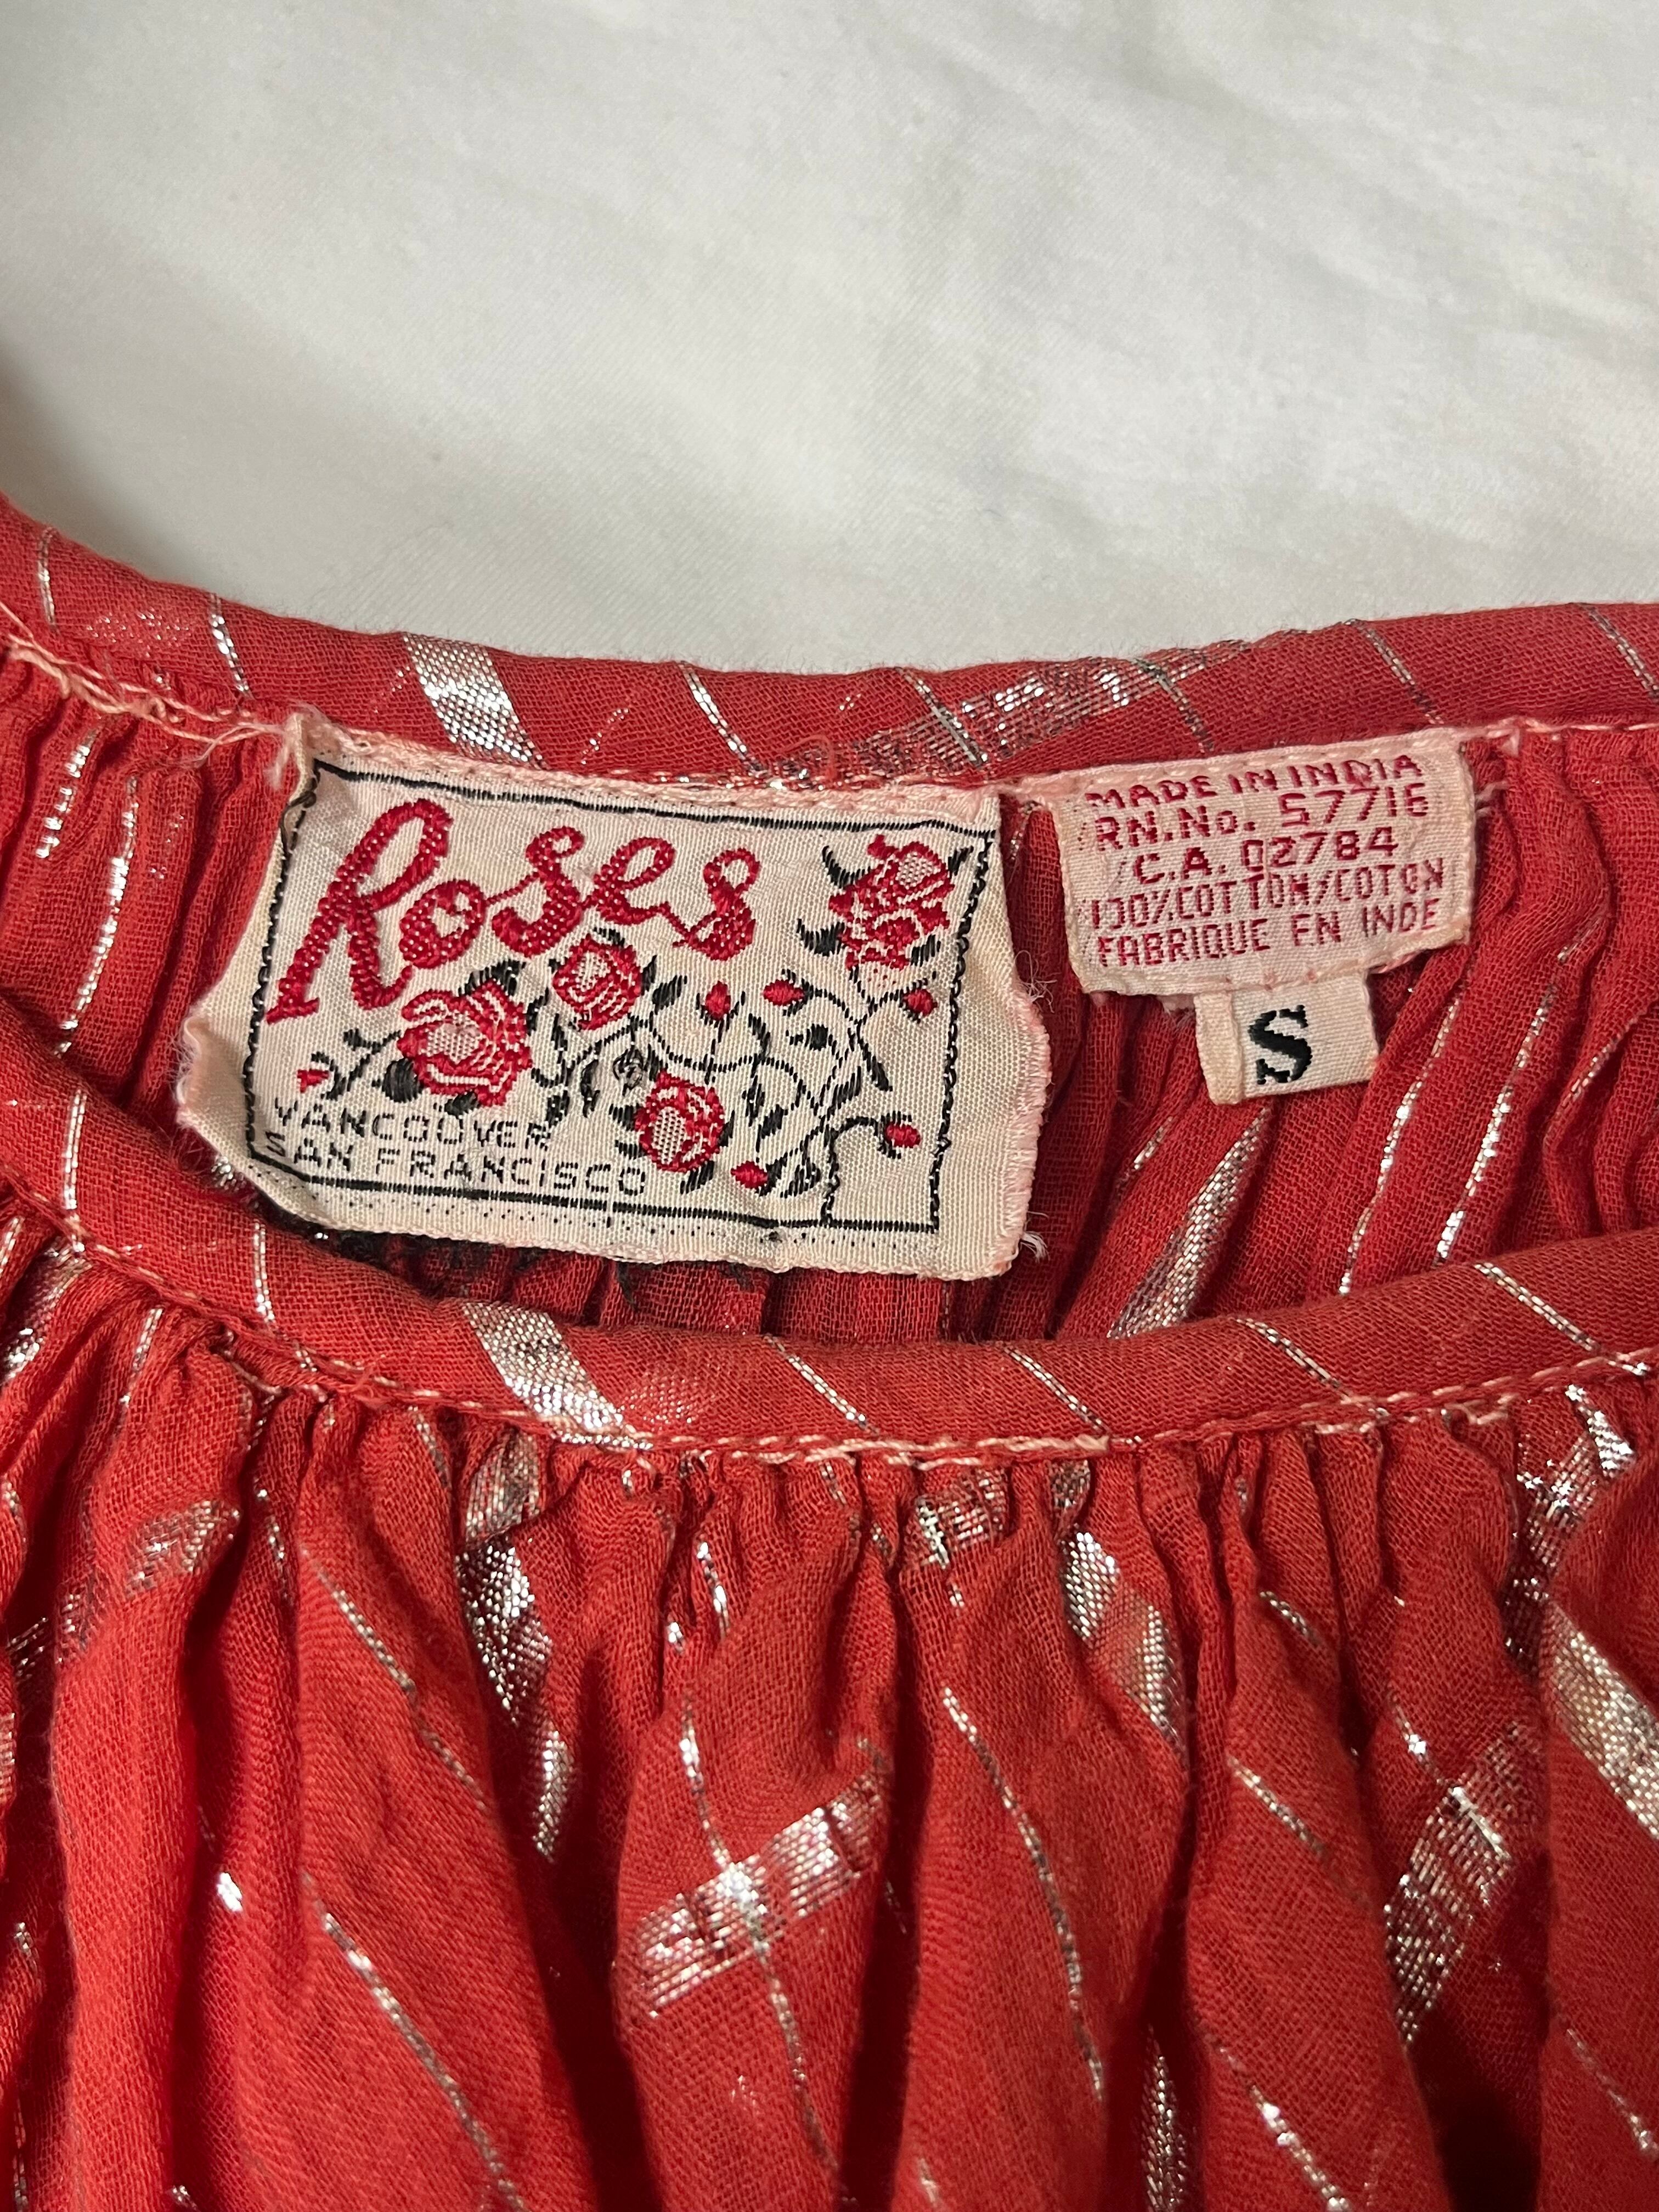 Roses
VANCOUVER
SAN FRANCISCO
MADE IN INDIA
RN.No. 57716
C.A. 02784
100% COTTON/COTON
FABRIQUE EN INDE
S